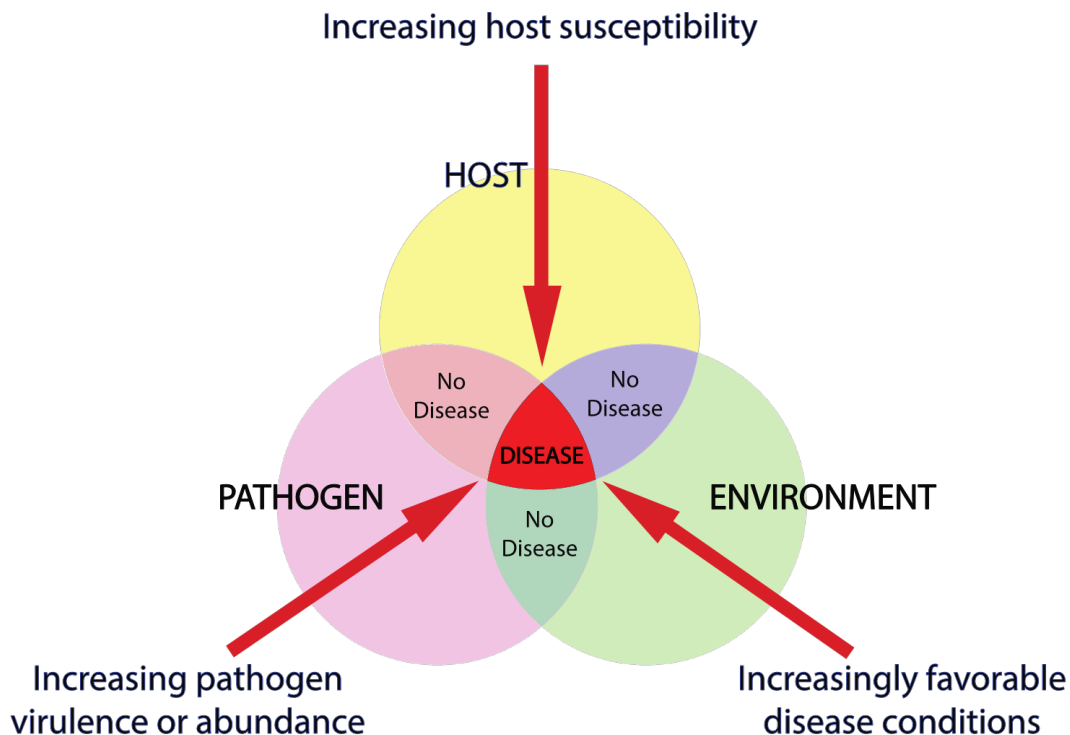 Increasing host susceptibility
HOST
No
Disease
No
Disease
DISEASE
PATHOGEN
ENVIRONMENT
No
Disease
Increasing pathogen
virulence or abundance
Increasingly favorable
disease conditions